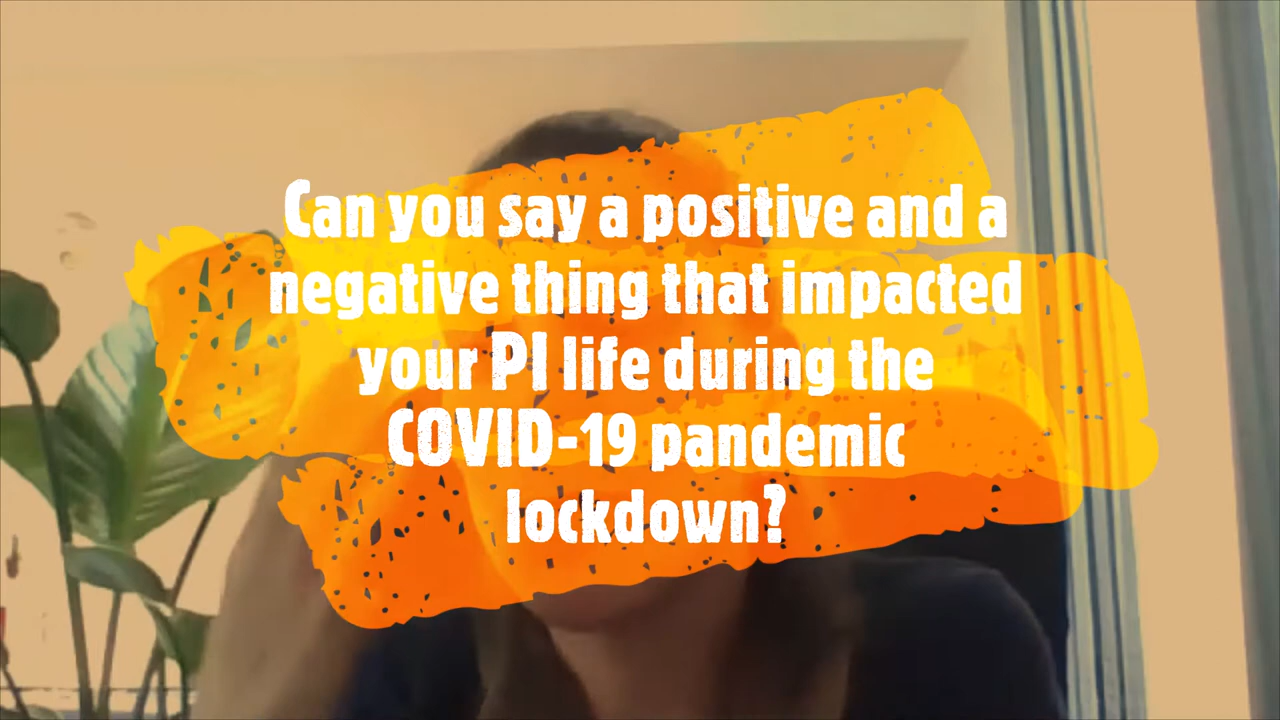 Can you say a positive and a
negative thing that impacted
your PI life during the
COVID-19 pandemic
lockdown?